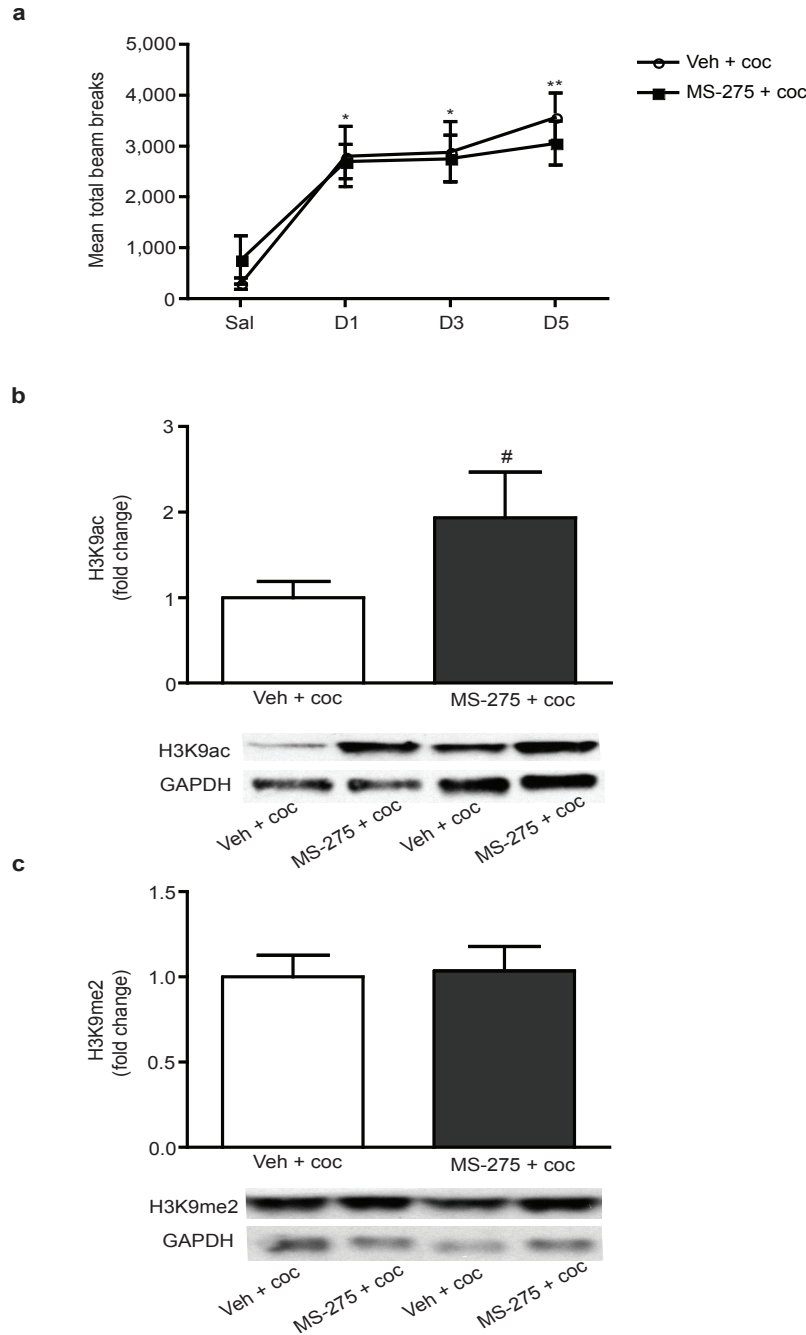 a
5,000
4,000
3,000
2,000
1,000
0
Mean total beam breaks
* * **
Sal D1 D3 D5
Veh + coc
MS-275 + coc
b
3
2
1
0
H3K9ac
(fold change)
#
Veh + coc MS-275 + coc
H3K9ac
GAPDH
Veh + coc MS-275 + coc Veh + coc MS-275 + coc
c
1.5
1.0
0.5
0.0
H3K9me2
(fold change)
Veh + coc MS-275 + coc
H3K9me2
GAPDH
Veh + coc MS-275 + coc Veh + coc MS-275 + coc